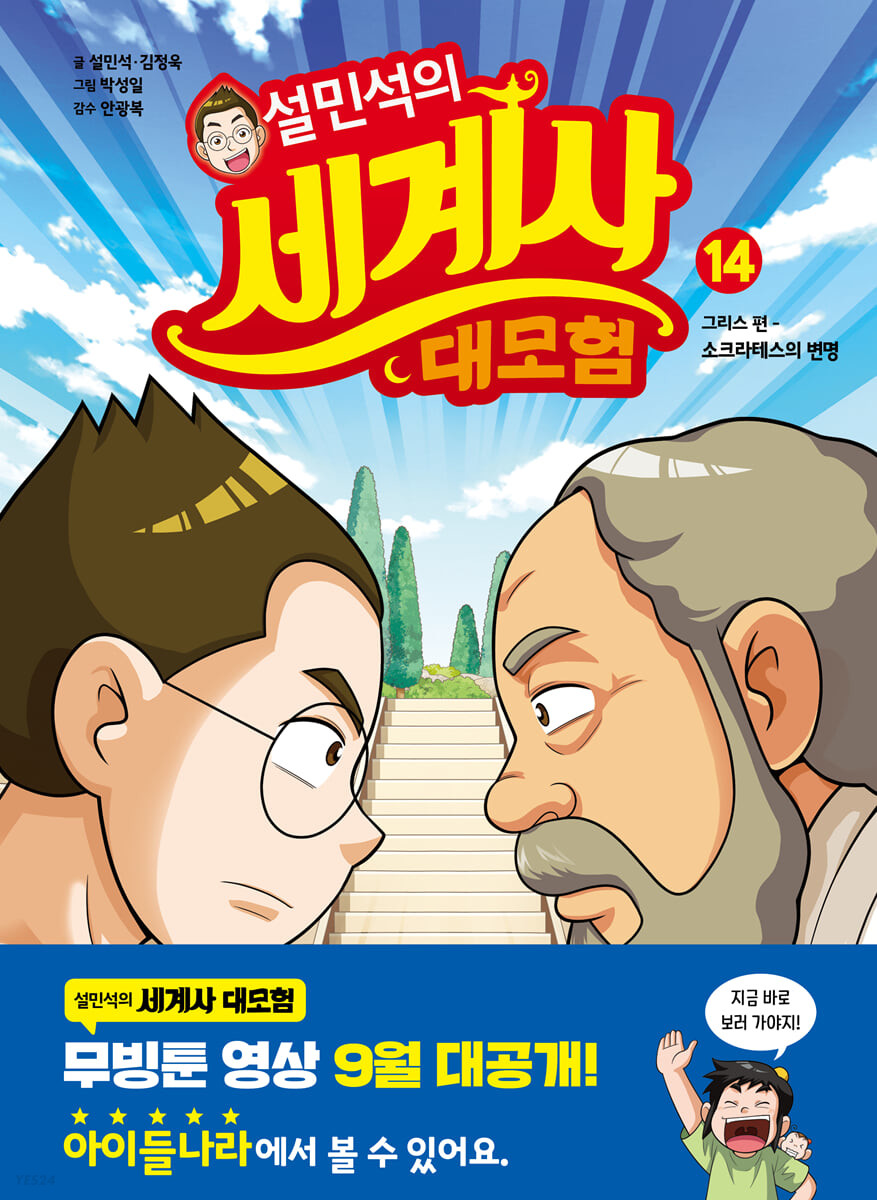 글 설민석·김정욱
그림 박성일
감수 안광복
설민석의
세계사
대모험
14
그리스 편 -
소크라테스의 변명
설민석의 세계사 대모험
무빙툰 영상 9월 대공개!
아이들나라에서 볼 수 있어요.
지금 바로
보러 가야지!
YES24